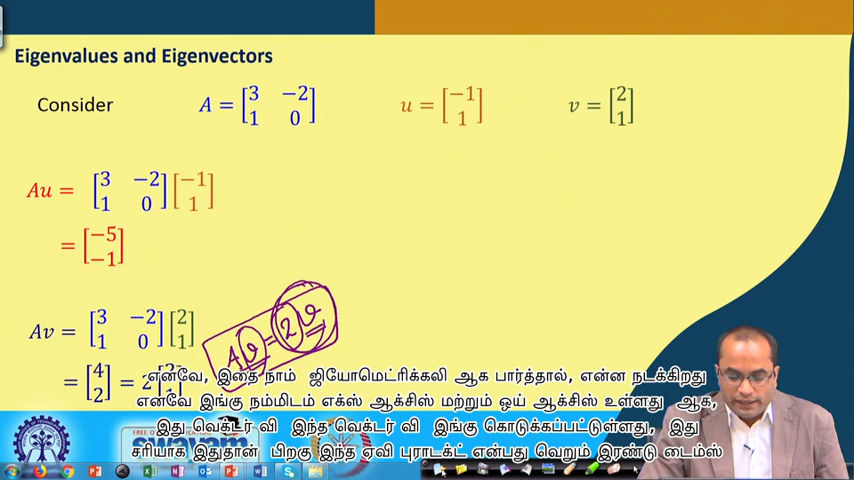 Eigenvalues and Eigenvectors
Consider A = [3 −2; 1 0] u = [−1; 1] v = [2; 1]
Au = [3 −2; 1 0] [−1; 1]
= [−5; −1]
Av = [3 −2; 1 0] [2; 1]
Av = 2v
= [4; 2] = 2
எனவே, இதை நாம் ஜியோமெட்ரிக்கலி ஆக பார்த்தால், என்ன நடக்கிறது
எனவே இங்கு நம்மிடம் எக்ஸ் ஆக்சிஸ் மற்றும் ஒய் ஆக்சிஸ் உள்ளது ஆக,
இது வெக்டர் வி இந்த வெக்டர் வி இங்கு கொடுக்கப்பட்டுள்ளது, இது
சரியாக இதுதான் பிறகு இந்த ஏவி புராடக்ட் என்பது வெறும் இரண்டு டைம்ஸ்
swayam